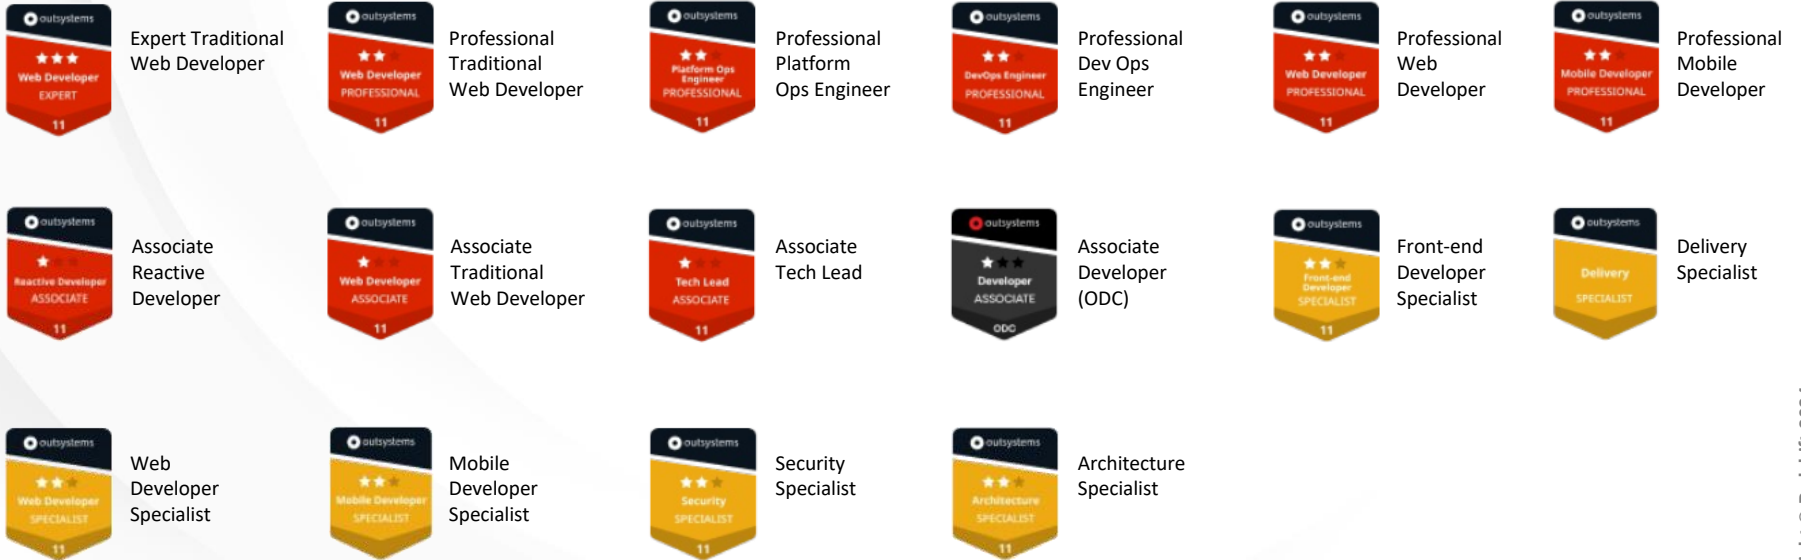 outsystems
Web Developer
EXPERT
11
Expert Traditional
Web Developer
outsystems
Web Developer
PROFESSIONAL
11
Professional
Traditional
Web Developer
outsystems
Platform Ops
Engineer
PROFESSIONAL
11
Professional
Platform
Ops Engineer
outsystems
DevOps Engineer
PROFESSIONAL
11
Professional
Dev Ops
Engineer
outsystems
Web Developer
PROFESSIONAL
11
Professional
Web
Developer
outsystems
Mobile Developer
PROFESSIONAL
11
Professional
Mobile
Developer
outsystems
Reactive Developer
ASSOCIATE
11
Associate
Reactive
Developer
outsystems
Web Developer
ASSOCIATE
11
Associate
Traditional
Web Developer
outsystems
Tech Lead
ASSOCIATE
11
Associate
Tech Lead
outsystems
Developer
ASSOCIATE
ODC
Associate
Developer
(ODC)
outsystems
Front-end
Developer
SPECIALIST
11
Front-end
Developer
Specialist
outsystems
Delivery
SPECIALIST
Delivery
Specialist
outsystems
Web Developer
SPECIALIST
11
Web
Developer
Specialist
outsystems
Mobile Developer
SPECIALIST
Mobile
Developer
Specialist
outsystems
Security
SPECIALIST
11
Security
Specialist
outsystems
Architecture
SPECIALIST
11
Architecture
Specialist